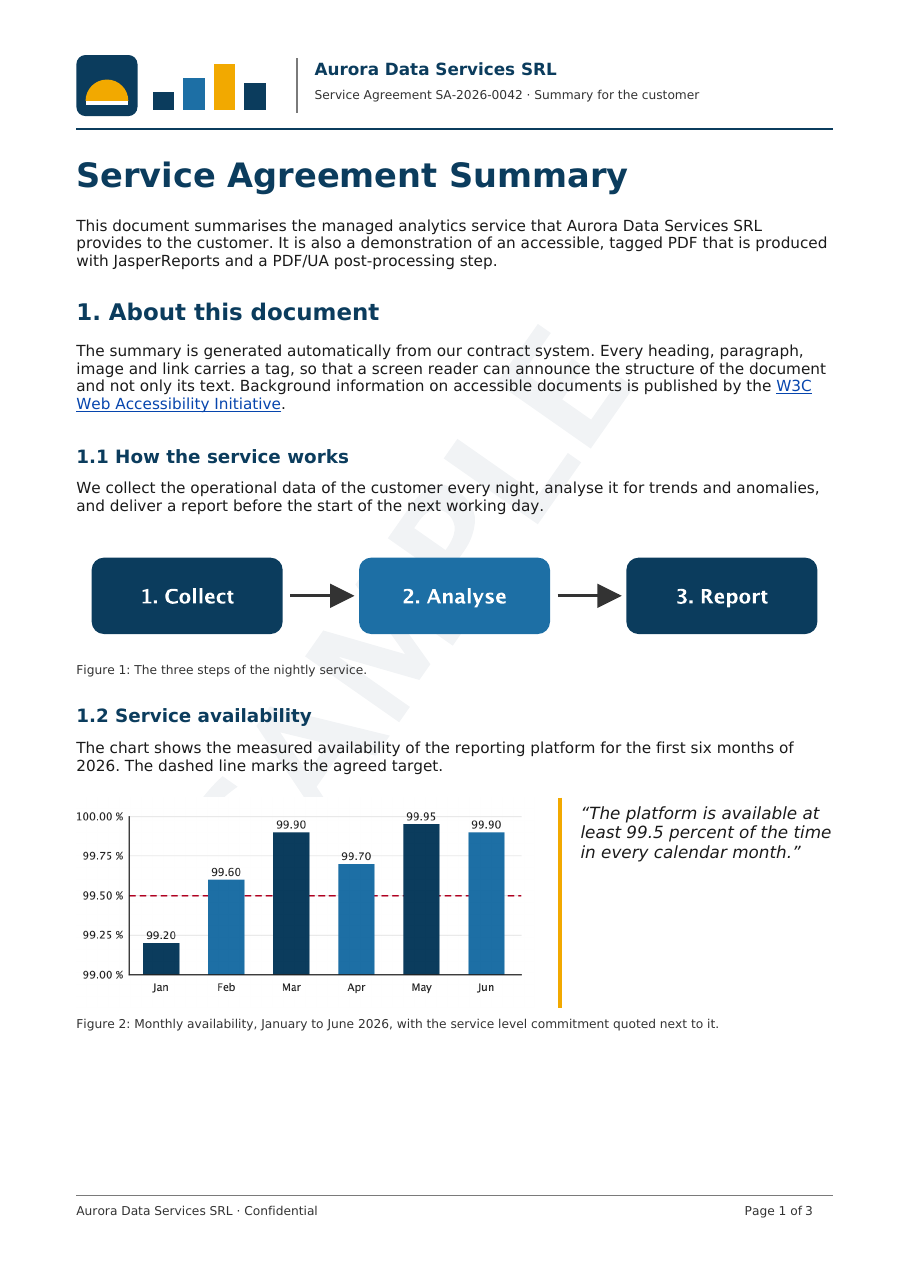 Aurora Data Services SRL
Service Agreement SA-2026-0042 · Summary for the customer
Service Agreement Summary
This document summarises the managed analytics service that Aurora Data Services SRL
provides to the customer. It is also a demonstration of an accessible, tagged PDF that is produced
with JasperReports and a PDF/UA post-processing step.
1. About this document
The summary is generated automatically from our contract system. Every heading, paragraph,
image and link carries a tag, so that a screen reader can announce the structure of the document
and not only its text. Background information on accessible documents is published by the W3C
Web Accessibility Initiative.
1.1 How the service works
We collect the operational data of the customer every night, analyse it for trends and anomalies,
and deliver a report before the start of the next working day.
1. Collect
2. Analyse
3. Report
Figure 1: The three steps of the nightly service.
1.2 Service availability
The chart shows the measured availability of the reporting platform for the first six months of
2026. The dashed line marks the agreed target.
100.00 %
99.75 %
99.50 %
99.25 %
99.00 %
99.20
99.60
99.90
99.70
99.95
99.90
Jan
Feb
Mar
Apr
May
Jun
“The platform is available at
least 99.5 percent of the time
in every calendar month.”
Figure 2: Monthly availability, January to June 2026, with the service level commitment quoted next to it.
Aurora Data Services SRL · Confidential
Page 1 of 3
SAMPLE